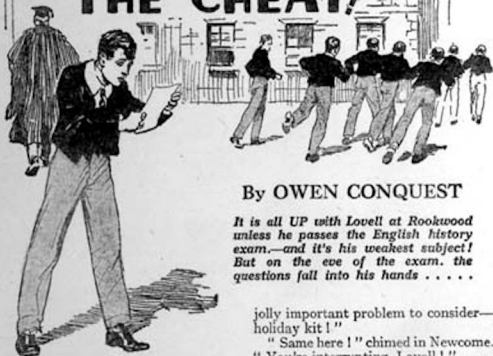 THE CHEAT!
By OWEN CONQUEST
It is all UP with Lovell at Rookwood
unless he passes the English history
exam.—and it's his weakest subject!
But on the eve of the exam. the
questions fall into his hands . . . . .
jolly important problem to consider—
holiday kit ! "
" Same here ! " chimed in Newcome.
Lovell ! "